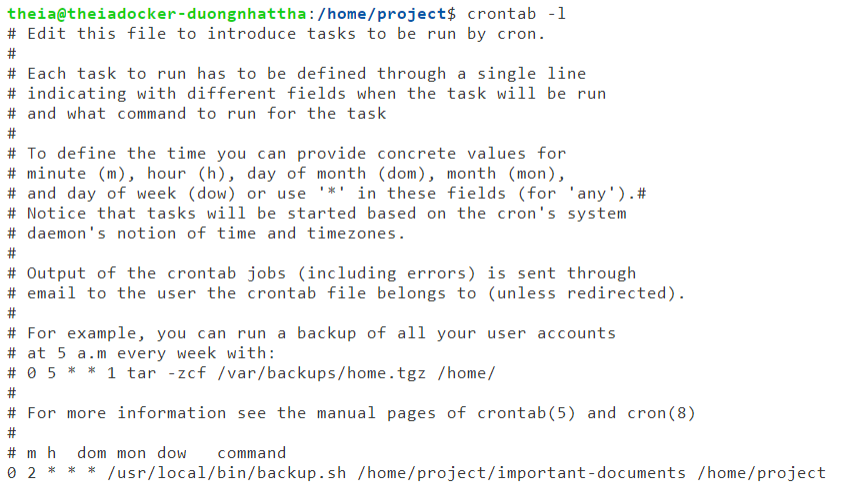 theia@theiadocker-duongnhattha:/home/project$ crontab -l
# Edit this file to introduce tasks to be run by cron.
#
# Each task to run has to be defined through a single line
# indicating with different fields when the task will be run
# and what command to run for the task
#
# To define the time you can provide concrete values for
# minute (m), hour (h), day of month (dom), month (mon),
# and day of week (dow) or use '*' in these fields (for 'any').#
# Notice that tasks will be started based on the cron's system
# daemon's notion of time and timezones.
#
# Output of the crontab jobs (including errors) is sent through
# email to the user the crontab file belongs to (unless redirected).
#
# For example, you can run a backup of all your user accounts
# at 5 a.m every week with:
# 0 5 * * 1 tar -zcf /var/backups/home.tgz /home/
#
# For more information see the manual pages of crontab(5) and cron(8)
#
# m h  dom mon dow   command
0 2 * * * /usr/local/bin/backup.sh /home/project/important-documents /home/project